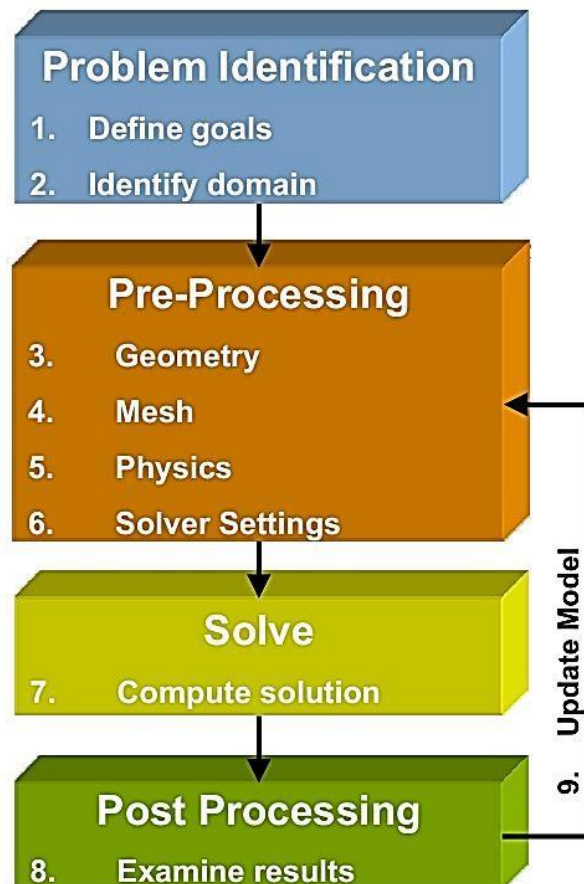 Problem Identification
1. Define goals
2. Identify domain
Pre-Processing
3. Geometry
4. Mesh
5. Physics
6. Solver Settings
Solve
7. Compute solution
Post Processing
8. Examine results
9. Update Model